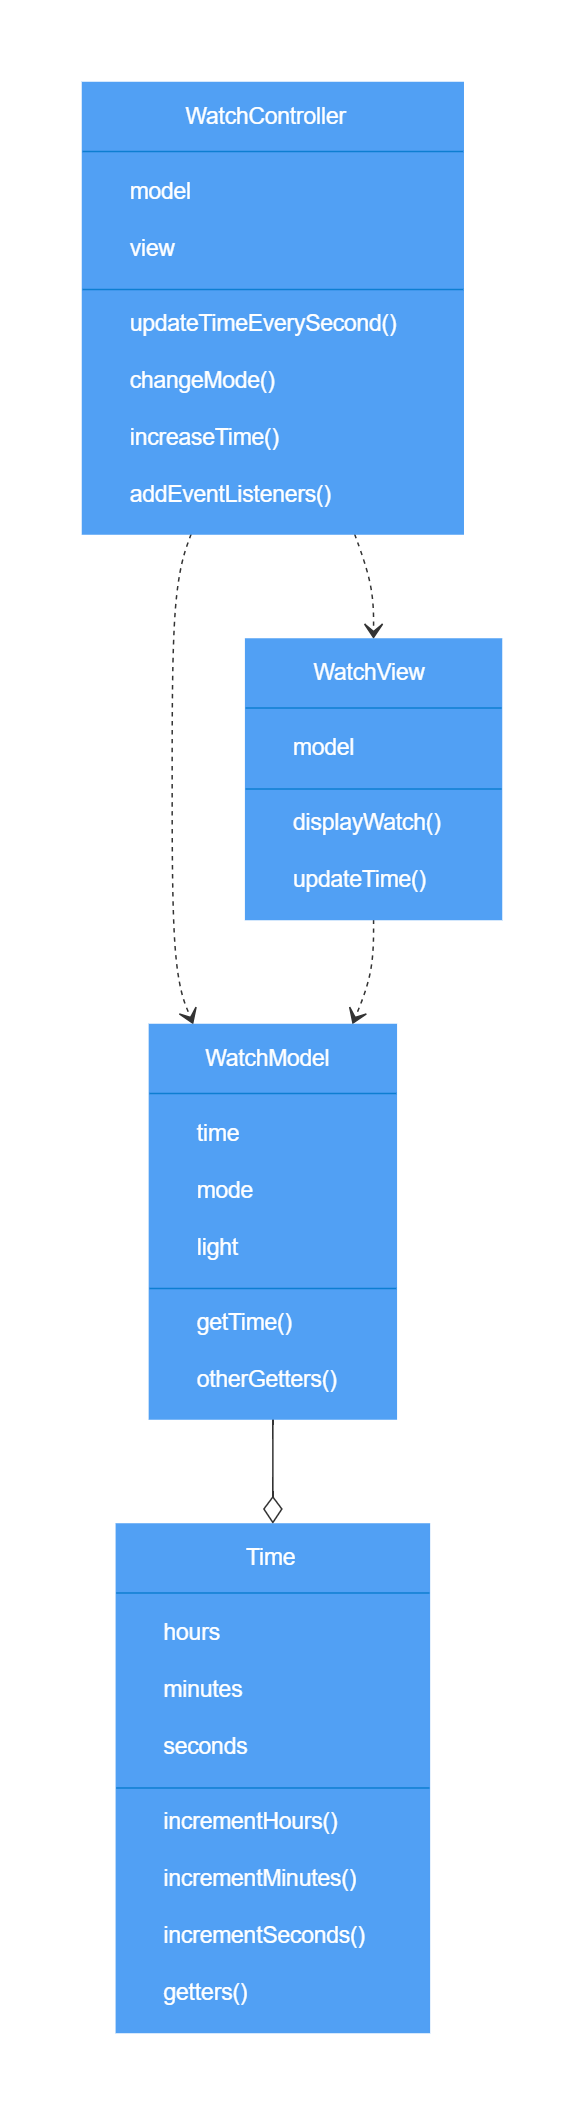 WatchController
model
view
updateTimeEverySecond()
changeMode()
increaseTime()
addEventListeners()
WatchView
model
displayWatch()
updateTime()
WatchModel
time
mode
light
getTime()
otherGetters()
Time
hours
minutes
seconds
incrementHours()
incrementMinutes()
incrementSeconds()
getters()